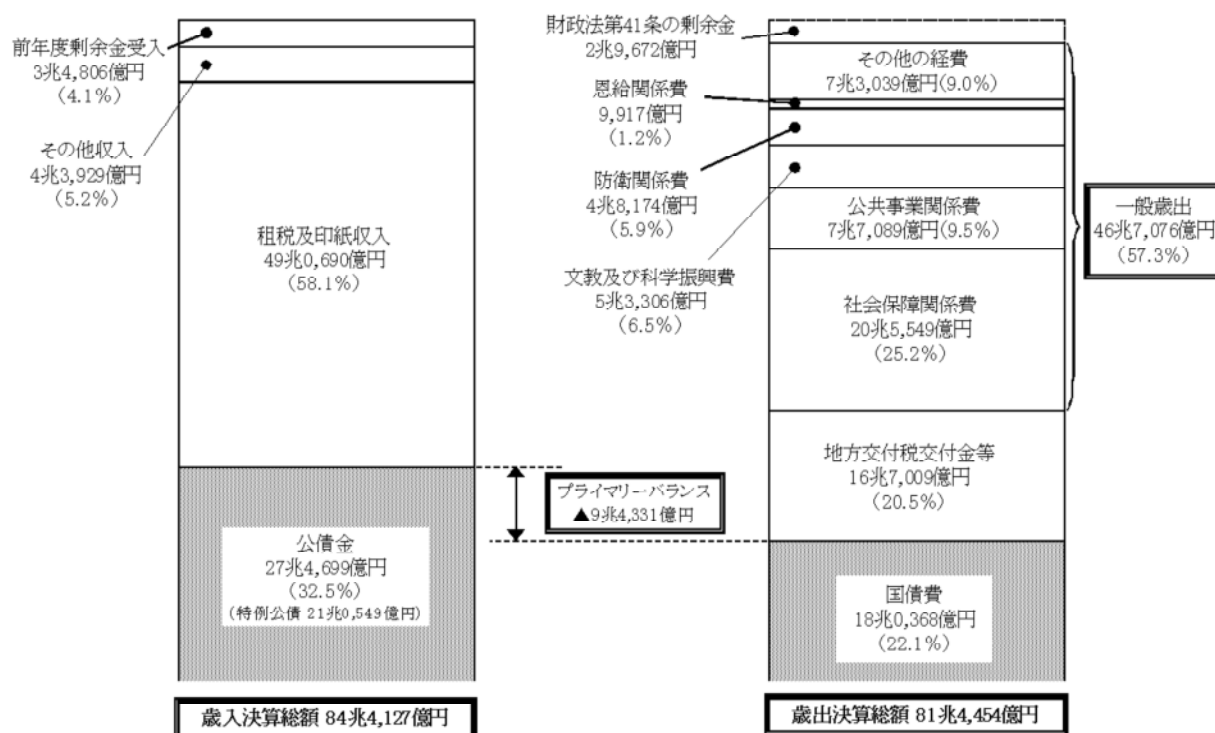 前年度剰余金受入
3兆4,806億円
(4.1%)
その他収入
4兆3,929億円
(5.2%)
租税及印紙収入
49兆0,690億円
(58.1%)
公債金
27兆4,699億円
(32.5%)
(特例公債 21兆0,549億円)
歳入決算総額 84兆4,127億円
プライマリーバランス
▲9兆4,331億円
財政法第41条の剰余金
2兆9,672億円
恩給関係費
9,917億円
(1.2%)
防衛関係費
4兆8,174億円
(5.9%)
文教及び科学振興費
5兆3,306億円
(6.5%)
その他の経費
7兆3,039億円(9.0%)
公共事業関係費
7兆7,089億円(9.5%)
社会保障関係費
20兆5,549億円
(25.2%)
地方交付税交付金等
16兆7,009億円
(20.5%)
国債費
18兆0,368億円
(22.1%)
歳出決算総額 81兆4,454億円
一般歳出
46兆7,076億円
(57.3%)